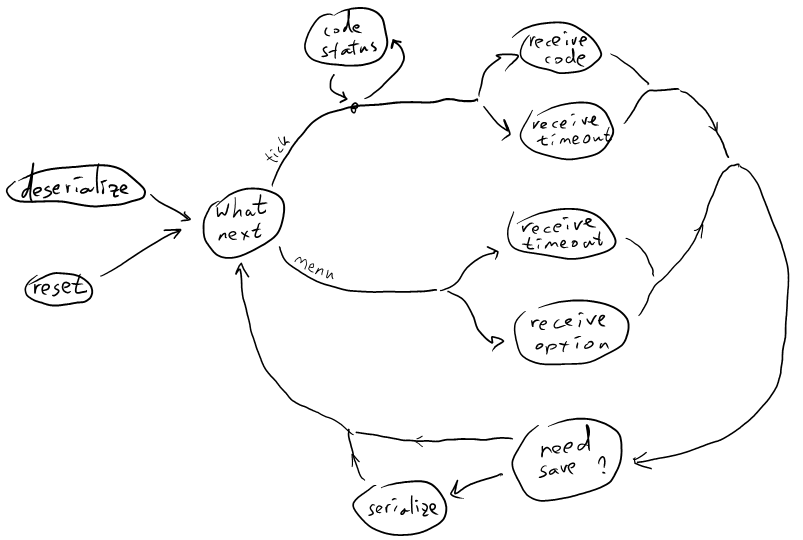 code
status
receive
code
receive
timeout
tick
deserialize
What
next
reset
menu
receive
timeout
receive
option
need
save ?
serialize